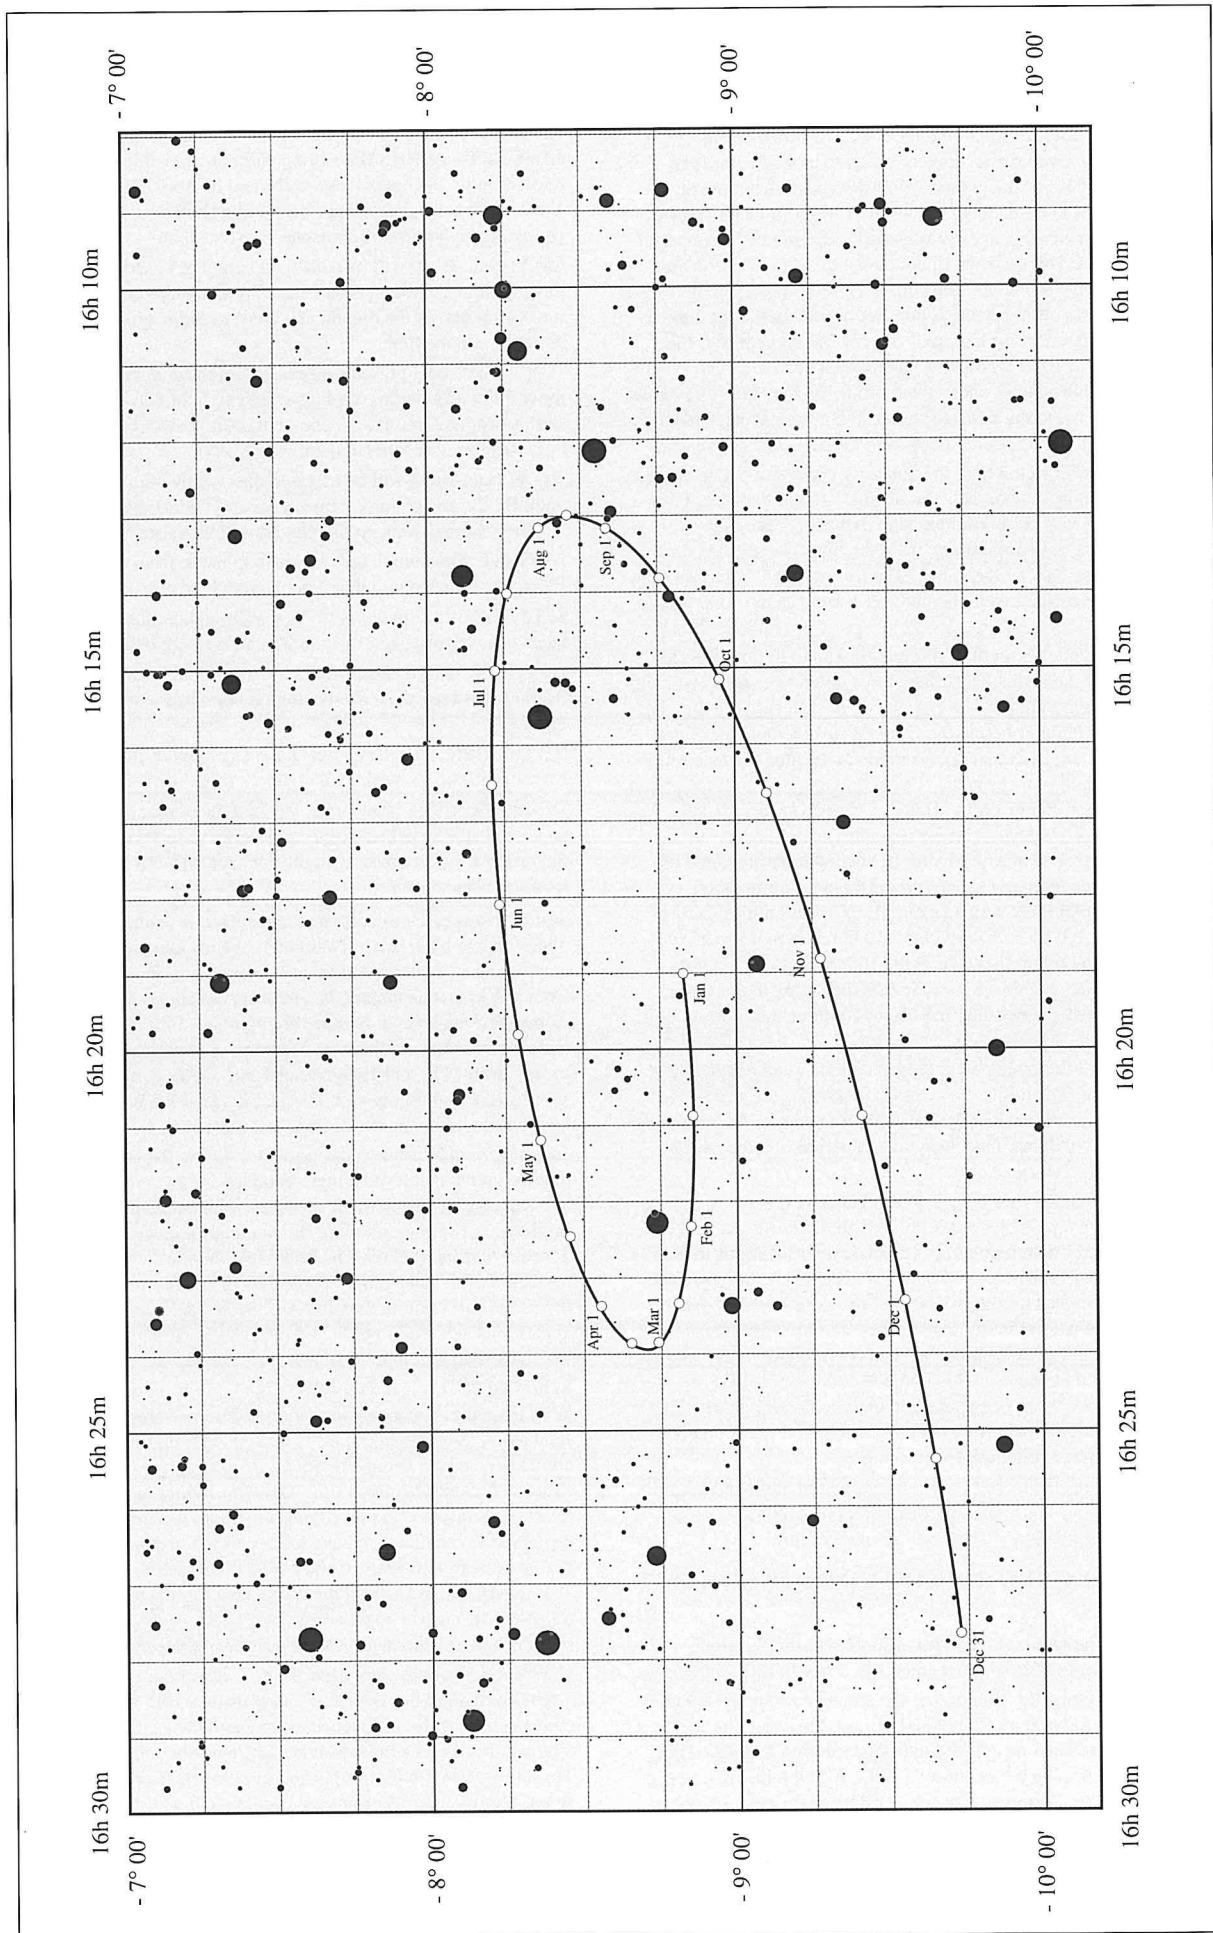 - 7° 00'
- 8° 00'
- 9° 00'
- 10° 00'
16h 10m
16h 10m
Aug 1
Sep 1
16h 15m
Jul 1
Oct 1
16h 15m
Jun 1
Jan 1
Nov 1
16h 20m
16h 20m
May 1
Feb 1
Apr 1
Mar 1
Dec 1
16h 25m
16h 25m
Dec 31
16h 30m
16h 30m
- 7° 00'
- 8° 00'
- 9° 00'
- 10° 00'